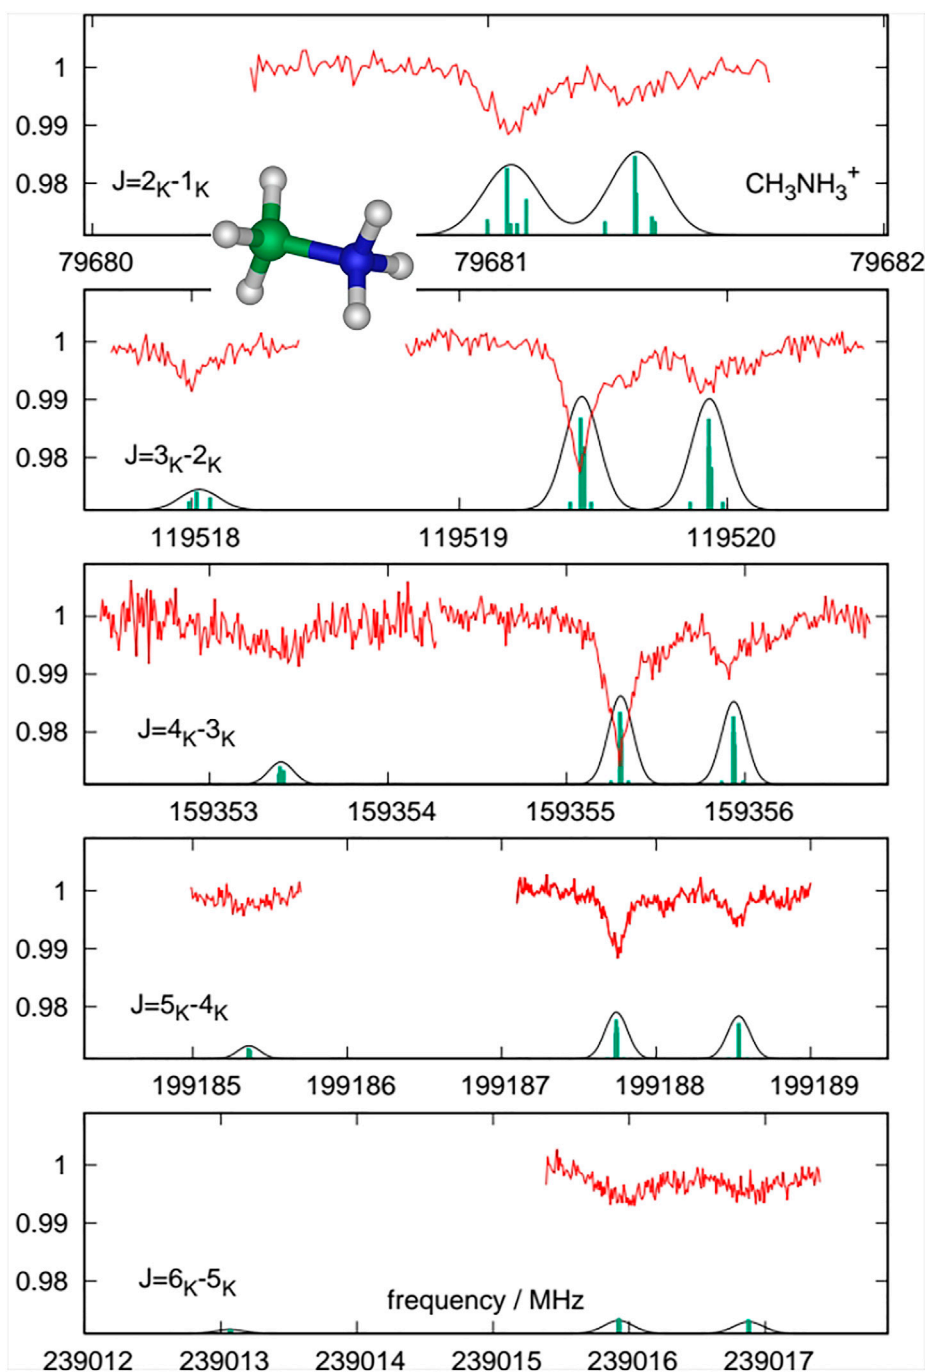 1
0.99
0.98
J=2K-1K
CH3NH3+
79680 79681 79682
1
0.99
0.98
J=3K-2K
119518 119519 119520
1
0.99
0.98
J=4K-3K
159353 159354 159355 159356
1
0.99
0.98
J=5K-4K
199185 199186 199187 199188 199189
1
0.99
0.98
J=6K-5K
frequency / MHz
239012 239013 239014 239015 239016 239017